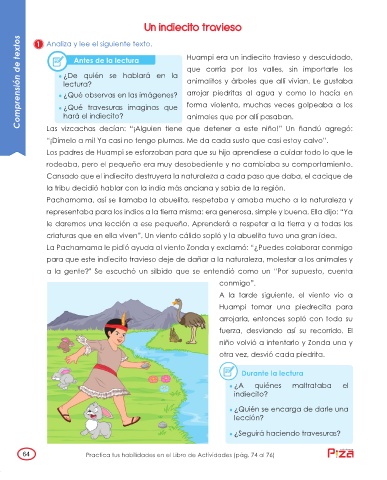 Un indiecito travieso
1 Analiza y lee el siguiente texto.
Comprensión de textos
Antes de la lectura
• ¿De quién se hablará en la
lectura?
• ¿Qué observas en las imágenes?
• ¿Qué travesuras imaginas que
hará el indiecito?
Huampi era un indiecito travieso y descuidado,
que corría por los valles, sin importarle los
animalitos y árboles que allí vivían. Le gustaba
arrojar piedritas al agua y como lo hacía en
forma violenta, muchas veces golpeaba a los
animales que por allí pasaban.
Las vizcachas decían: "¡Alguien tiene que detener a este niño!" Un ñandú agregó:
"¡Dímelo a mí! Ya casi no tengo plumas. Me da cada susto que casi estoy calvo".
Los padres de Huampi se esforzaban para que su hijo aprendiese a cuidar todo lo que le
rodeaba, pero el pequeño era muy desobediente y no cambiaba su comportamiento.
Cansado que el indiecito destruyera la naturaleza a cada paso que daba, el cacique de
la tribu decidió hablar con la india más anciana y sabia de la región.
Pachamama, así se llamaba la abuelita, respetaba y amaba mucho a la naturaleza y
representaba para los indios a la tierra misma: era generosa, simple y buena. Ella dijo: "Ya
le daremos una lección a ese pequeño. Aprenderá a respetar a la tierra y a todas las
criaturas que en ella viven". Un viento cálido sopló y la abuelita tuvo una gran idea.
La Pachamama le pidió ayuda al viento Zonda y exclamó: "¿Puedes colaborar conmigo
para que este indiecito travieso deje de dañar a la naturaleza, molestar a los animales y
a la gente?" Se escuchó un silbido que se entendió como un "Por supuesto, cuenta
conmigo".
A la tarde siguiente, el viento vio a
Huampi tomar una piedrecita para
arrojarla, entonces sopló con toda su
fuerza, desviando así su recorrido. El
niño volvió a intentarlo y Zonda una y
otra vez, desvió cada piedrita.
Durante la lectura
• ¿A quiénes maltrataba el
indiecito?
• ¿Quién se encarga de darle una
lección?
• ¿Seguirá haciendo travesuras?
64
Practica tus habilidades en el Libro de Actividades (pág. 74 al 76)